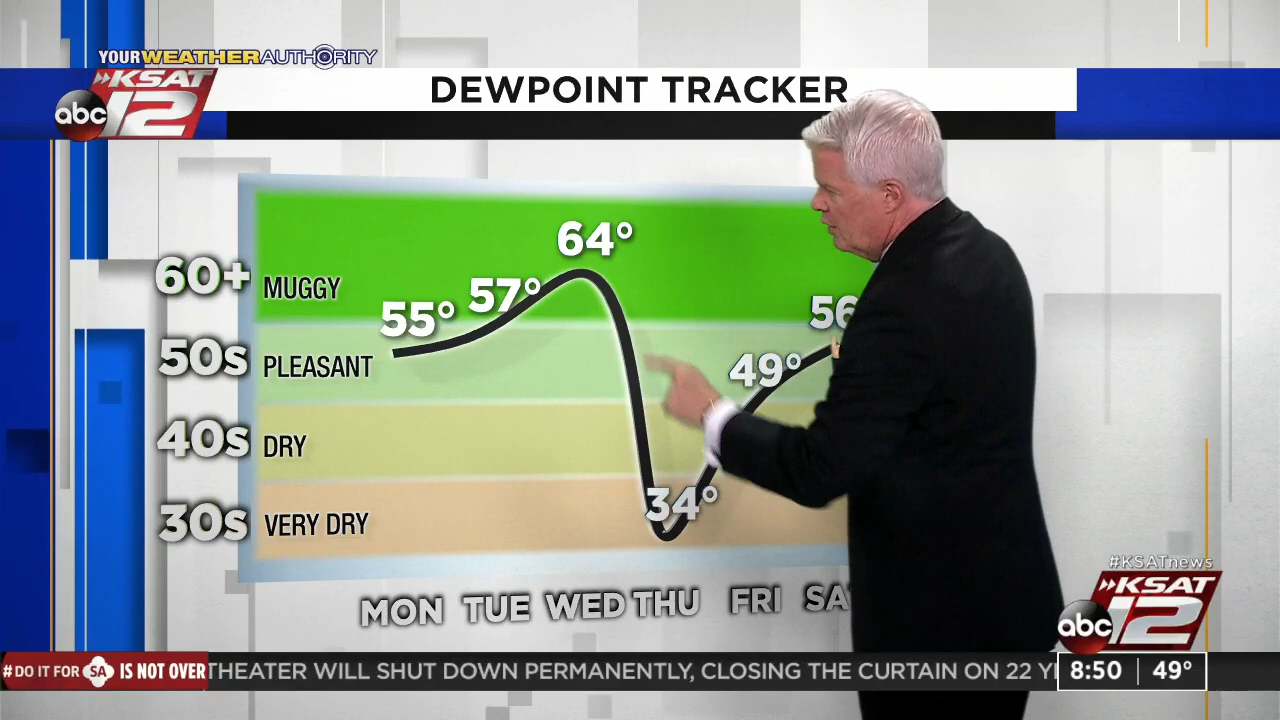 YOUR WEATHER AUTHORITY
KSAT
abc 12
DEWPOINT TRACKER
64°
60+ MUGGY
57°
55°
56
50s PLEASANT
49°
40s DRY
34°
30s VERY DRY
MON TUE WED THU FRI SA
#KSATnews
KSAT
abc 12
#DO IT FOR SA IS NOT OVER
THEATER WILL SHUT DOWN PERMANENTLY, CLOSING THE CURTAIN ON 22 Y
8:50 49°